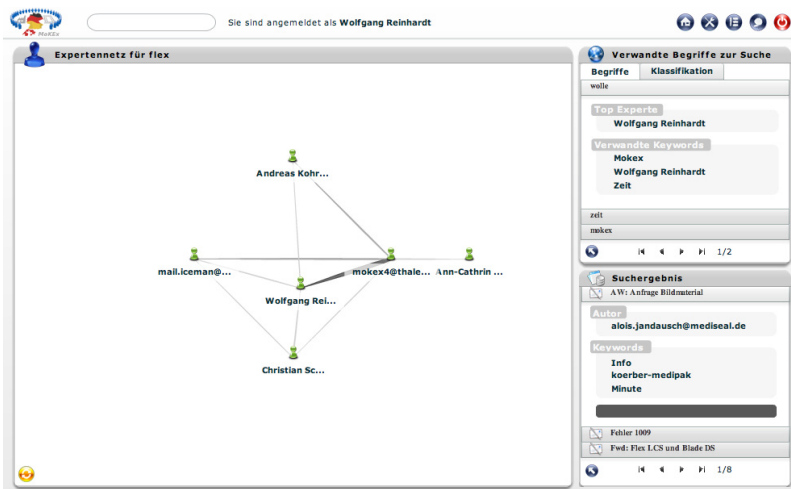 MoKEx
Sie sind angemeldet als Wolfgang Reinhardt
Expertennetz für flex
Andreas Kohr...
mail.iceman@...
mokex4@thale...
Ann-Cathrin ...
Wolfgang Rei...
Christian Sc...
Verwandte Begriffe zur Suche
Begriffe
Klassifikation
wolle
Top Experte
Wolfgang Reinhardt
Verwandte Keywords
Mokex
Wolfgang Reinhardt
Zeit
zeit
mokex
1/2
Suchergebnis
AW: Anfrage Bildmaterial
Autor
alois.jandausch@mediseal.de
Keywords
Info
koerber-medipak
Minute
Fehler 1009
Fwd: Flex LCS und Blade DS
1/8